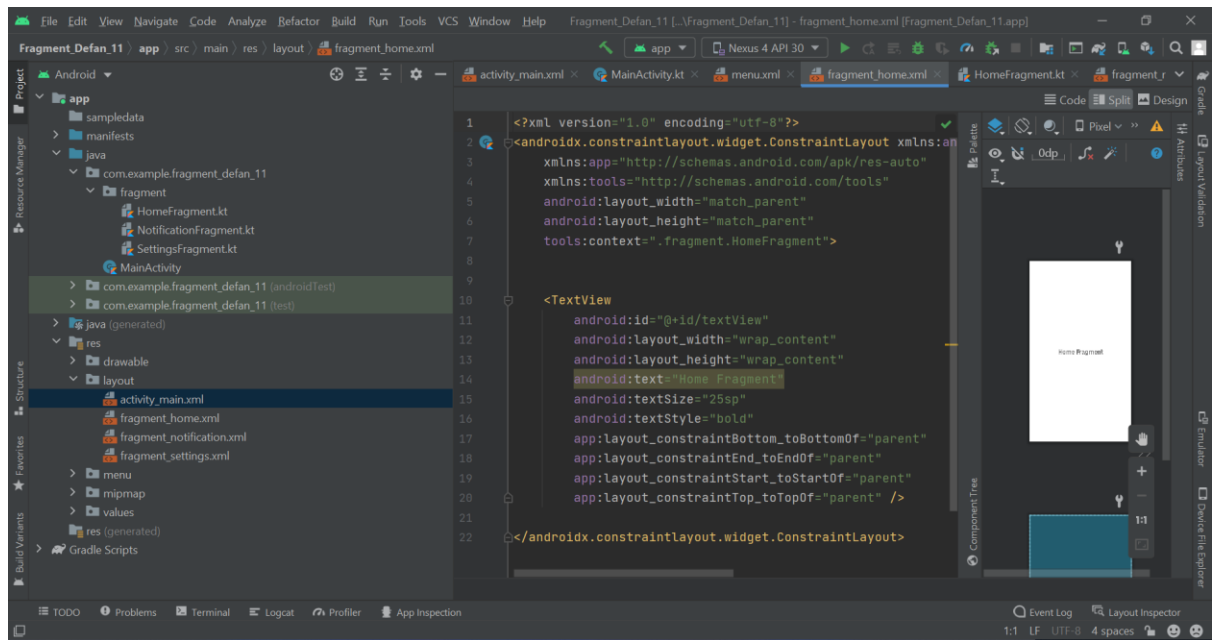 File Edit View Navigate Code Analyze Refactor Build Run Tools VCS Window Help Fragment_Defan_11 [...\Fragment_Defan_11] - fragment_home.xml [Fragment_Defan_11.app]
Fragment_Defan_11 app src main res layout fragment_home.xml
app Nexus 4 API 30
Android
activity_main.xml MainActivity.kt menu.xml fragment_home.xml HomeFragment.kt fragment_r
Code Split Design
Project
Resource Manager
Structure
Favorites
Build Variants
app
sampledata
manifests
java
com.example.fragment_defan_11
fragment
HomeFragment.kt
NotificationFragment.kt
SettingsFragment.kt
MainActivity
com.example.fragment_defan_11 (androidTest)
com.example.fragment_defan_11 (test)
java (generated)
res
drawable
layout
activity_main.xml
fragment_home.xml
fragment_notification.xml
fragment_settings.xml
menu
mipmap
values
res (generated)
Gradle Scripts
1 <?xml version="1.0" encoding="utf-8"?>
2 <androidx.constraintlayout.widget.ConstraintLayout xmlns:an
3 xmlns:app="http://schemas.android.com/apk/res-auto"
4 xmlns:tools="http://schemas.android.com/tools"
5 android:layout_width="match_parent"
6 android:layout_height="match_parent"
7 tools:context=".fragment.HomeFragment">
8
9
10 <TextView
11 android:id="@+id/textView"
12 android:layout_width="wrap_content"
13 android:layout_height="wrap_content"
14 android:text="Home Fragment"
15 android:textSize="25sp"
16 android:textStyle="bold"
17 app:layout_constraintBottom_toBottomOf="parent"
18 app:layout_constraintEnd_toEndOf="parent"
19 app:layout_constraintStart_toStartOf="parent"
20 app:layout_constraintTop_toTopOf="parent" />
21
22 </androidx.constraintlayout.widget.ConstraintLayout>
Palette
Component Tree
Pixel
0dp
Home Fragment
1:1
Attributes
Gradle
Layout Validation
Emulator
Device File Explorer
TODO Problems Terminal Logcat Profiler App Inspection Event Log Layout Inspector
1:1 LF UTF-8 4 spaces